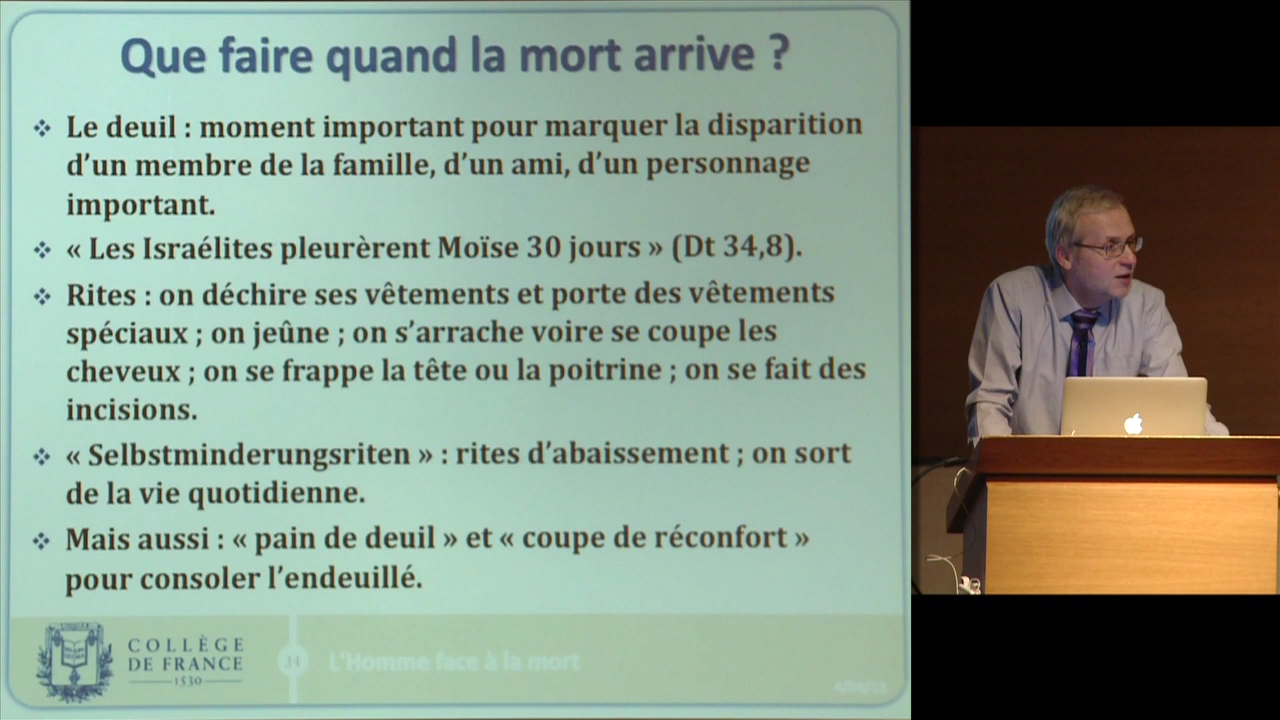 Que faire quand la mort arrive ?
❖ Le deuil : moment important pour marquer la disparition
d’un membre de la famille, d’un ami, d’un personnage
important.
❖ « Les Israélites pleurèrent Moïse 30 jours » (Dt 34,8).
❖ Rites : on déchire ses vêtements et porte des vêtements
spéciaux ; on jeûne ; on s’arrache voire se coupe les
cheveux ; on se frappe la tête ou la poitrine ; on se fait des
incisions.
❖ « Selbstminderungsriten » : rites d’abaissement ; on sort
de la vie quotidienne.
❖ Mais aussi : « pain de deuil » et « coupe de réconfort »
pour consoler l’endeuillé.
COLLÈGE
DE FRANCE
1530
L'Homme face à la mort